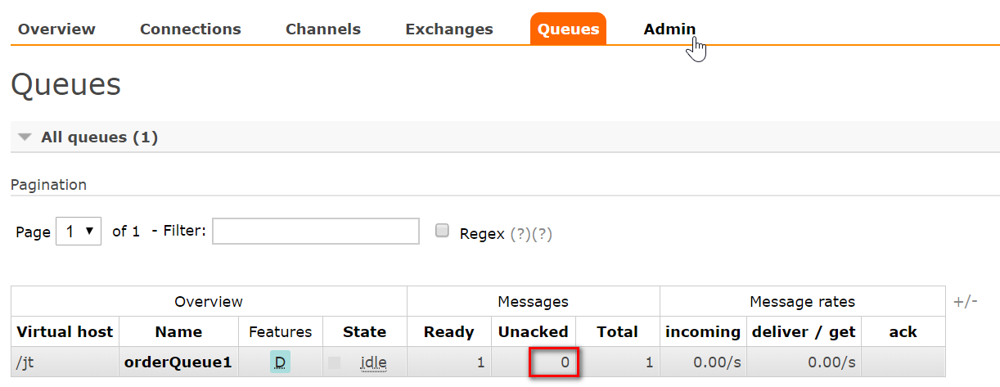 Overview Connections Channels Exchanges Queues Admin
Queues
All queues (1)
Pagination
Page 1 of 1 - Filter: Regex (?)(?)
Overview Messages Message rates +/-
Virtual host Name Features State Ready Unacked Total incoming deliver / get ack
/jt orderQueue1 D idle 1 0 1 0.00/s 0.00/s